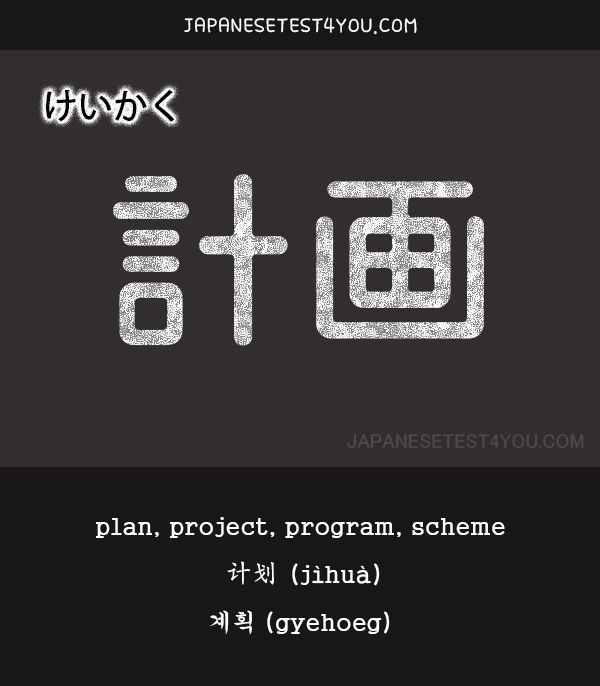 JAPANESETEST4YOU.COM
けいかく
計画
JAPANESETEST4YOU.COM
plan, project, program, scheme
计划 (jìhuà)
계획 (gyehoeg)